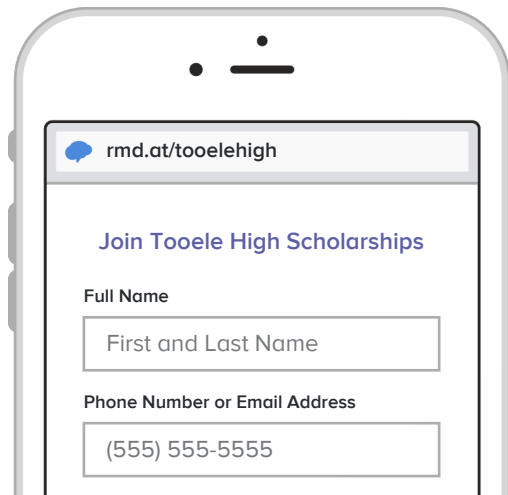 rmd.at/tooelehigh
Join Tooele High Scholarships
Full Name
First and Last Name
Phone Number or Email Address
(555) 555-5555